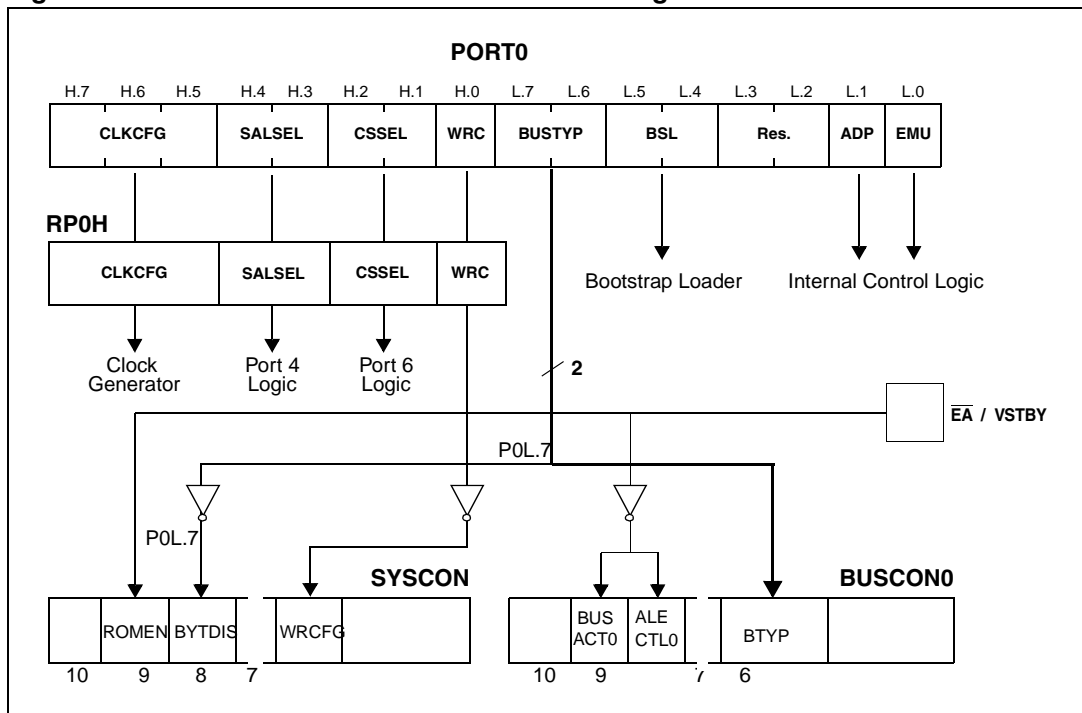 PORT0
H.7 H.6 H.5 H.4 H.3 H.2 H.1 H.0 L.7 L.6 L.5 L.4 L.3 L.2 L.1 L.0
CLKCFG SALSEL CSSEL WRC BUSTYP BSL Res. ADP EMU
RP0H
CLKCFG SALSEL CSSEL WRC
Bootstrap Loader Internal Control Logic
Clock Generator
Port 4 Logic
Port 6 Logic
2
EA / VSTBY
P0L.7
P0L.7
SYSCON BUSCON0
ROMEN BYTDIS WRCFG
BUS ACT0
ALE CTL0
BTYP
10 9 8 7 10 9 7 6